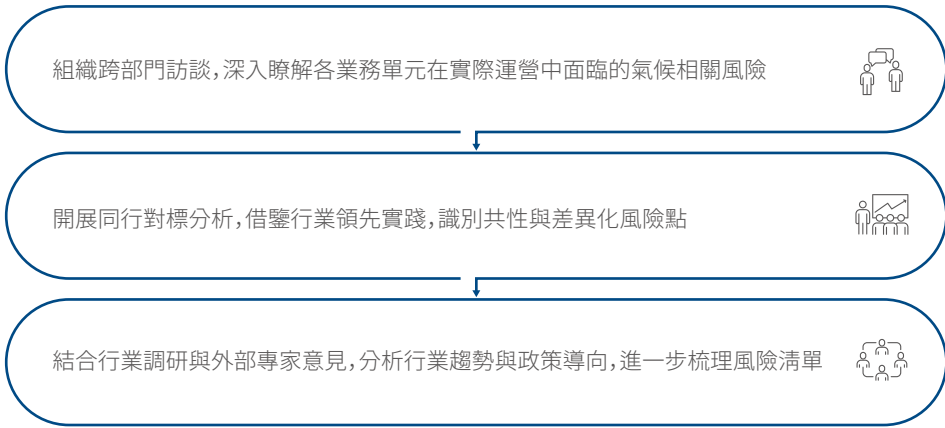 組織跨部門訪談，深入瞭解各業務單元在實際運營中面臨的氣候相關風險
開展同行對標分析，借鑒行業領先實踐，識別共性與差異化風險點
結合行業調研與外部專家意見，分析行業趨勢與政策導向，進一步梳理風險清單